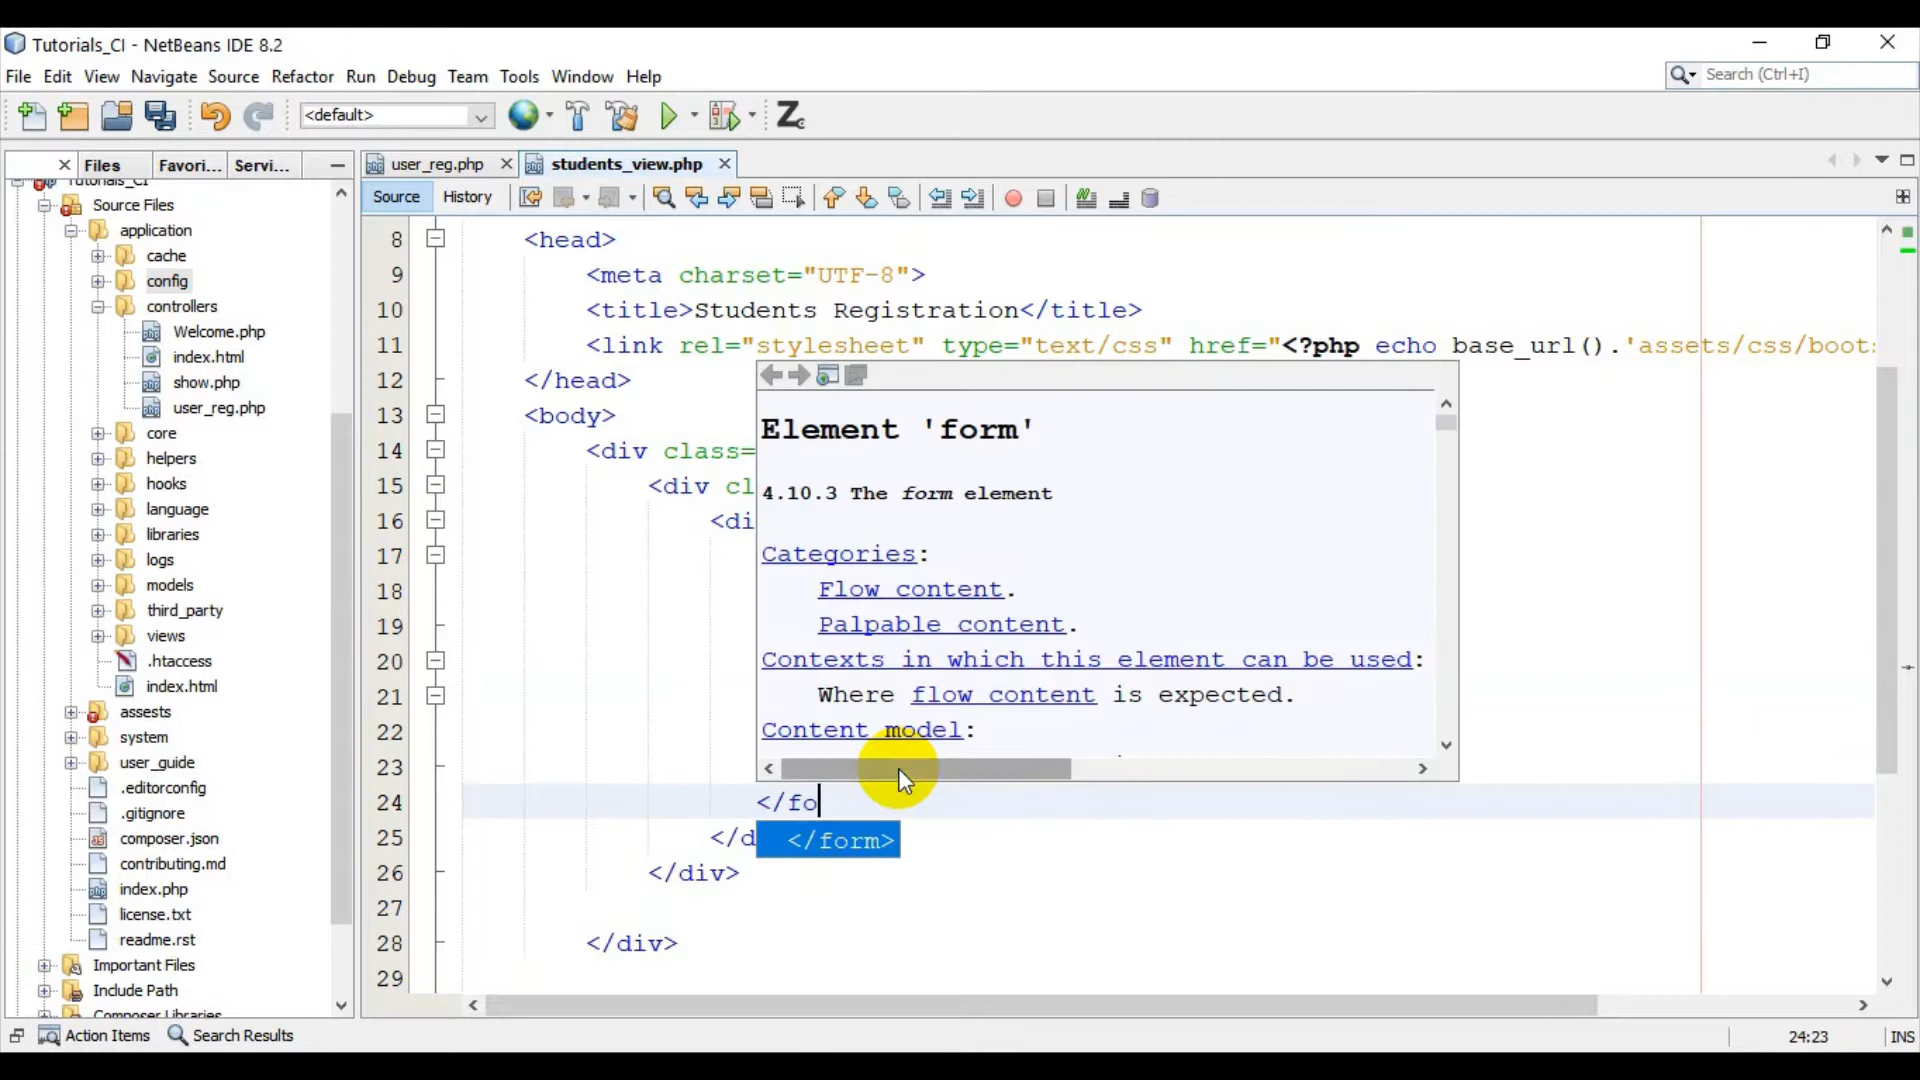 Tutorials_CI - NetBeans IDE 8.2
File Edit View Navigate Source Refactor Run Debug Team Tools Window Help
Search (Ctrl+I)
<default>
Files Favori... Servi...
user_reg.php students_view.php
Source History
Tutorials_CI
Source Files
application
cache
config
controllers
Welcome.php
index.html
show.php
user_reg.php
core
helpers
hooks
language
libraries
logs
models
third_party
views
.htaccess
index.html
assests
system
user_guide
.editorconfig
.gitignore
composer.json
contributing.md
index.php
license.txt
readme.rst
Important Files
Include Path
Composer Libraries
8 <head>
9 <meta charset="UTF-8">
10 <title>Students Registration</title>
11 <link rel="stylesheet" type="text/css" href="<?php echo base_url().'assets/css/boots
12 </head>
13 <body>
14 <div class=
15 <div cl
16 <di
17
18
19
20
21
22
23
24 </fo
25 </d
26 </div>
27
28 </div>
29
Element 'form'
4.10.3 The form element
Categories:
Flow content.
Palpable content.
Contexts in which this element can be used:
Where flow content is expected.
Content model:
</form>
Action Items Search Results
24:23 INS